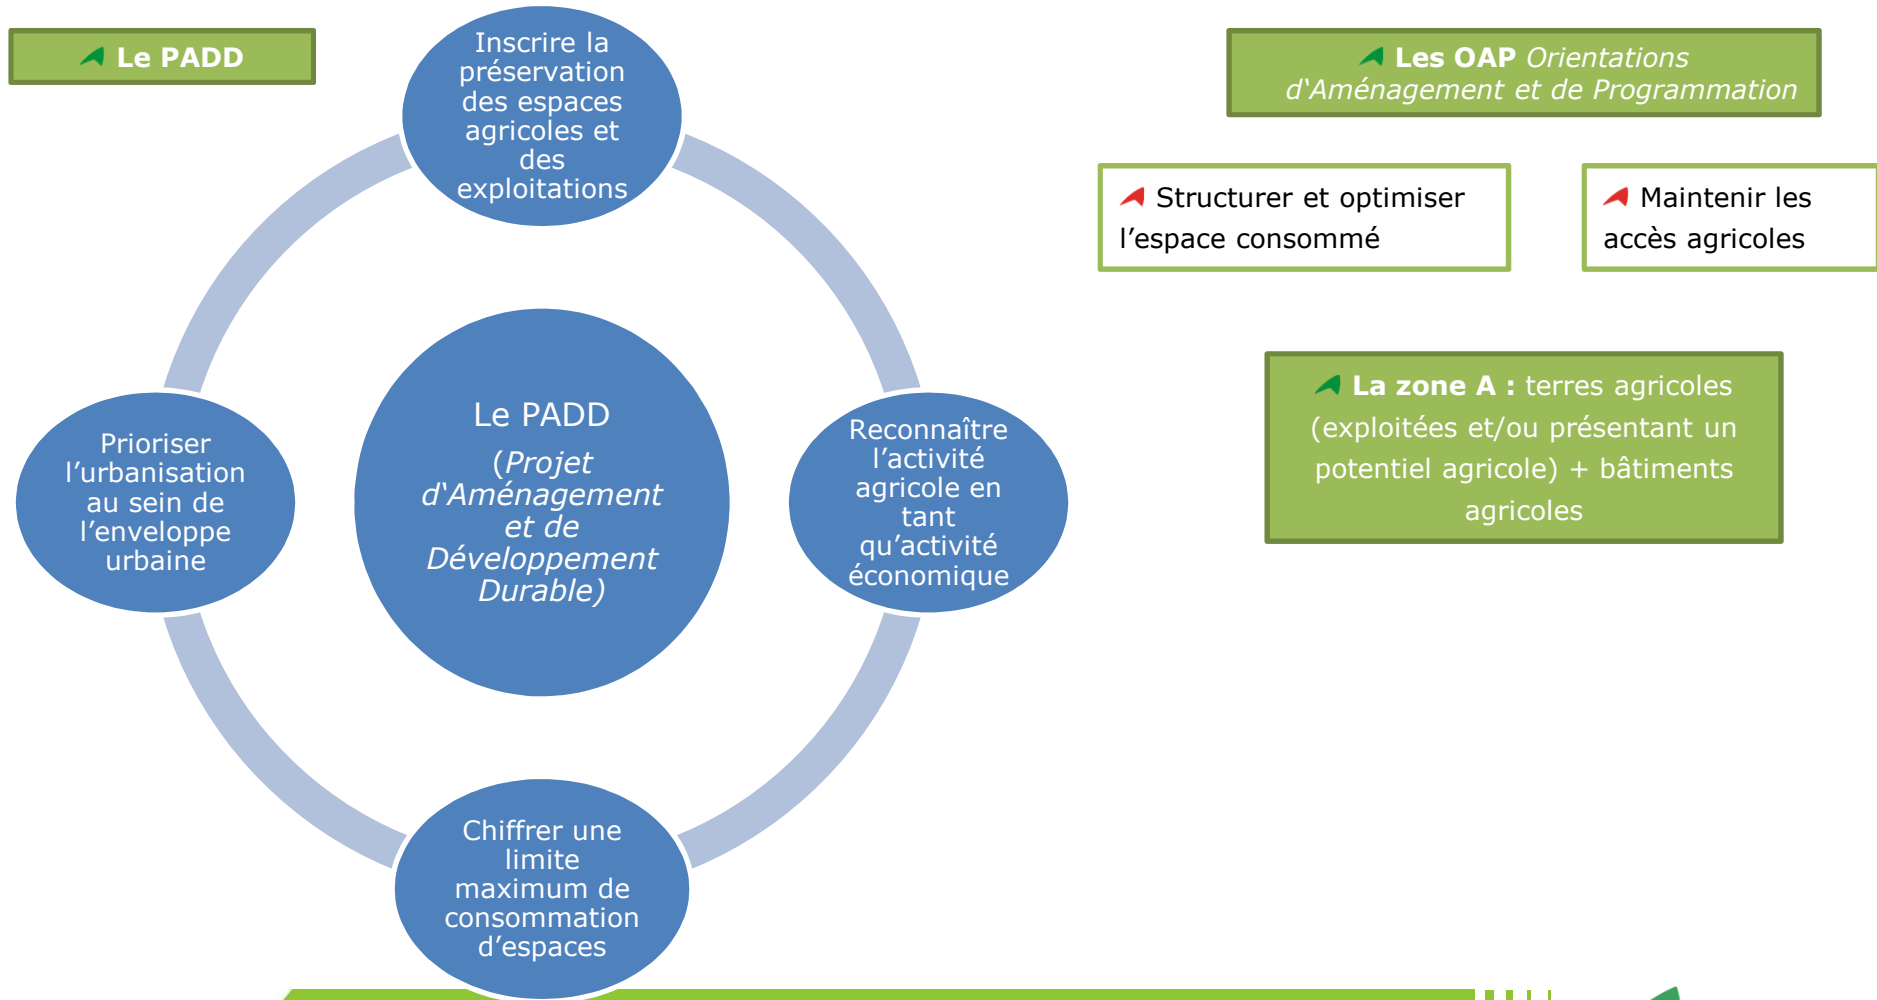 Le PADD
Inscrire la
préservation
des espaces
agricoles et
des
exploitations
Prioriser
l’urbanisation
au sein de
l’enveloppe
urbaine
Le PADD
(Projet
d‘Aménagement
et de
Développement
Durable)
Reconnaître
l’activité
agricole en
tant
qu’activité
économique
Chiffrer une
limite
maximum de
consommation
d’espaces
Les OAP Orientations
d‘Aménagement et de Programmation
Structurer et optimiser
l’espace consommé
Maintenir les
accès agricoles
La zone A : terres agricoles
(exploitées et/ou présentant un
potentiel agricole) + bâtiments
agricoles